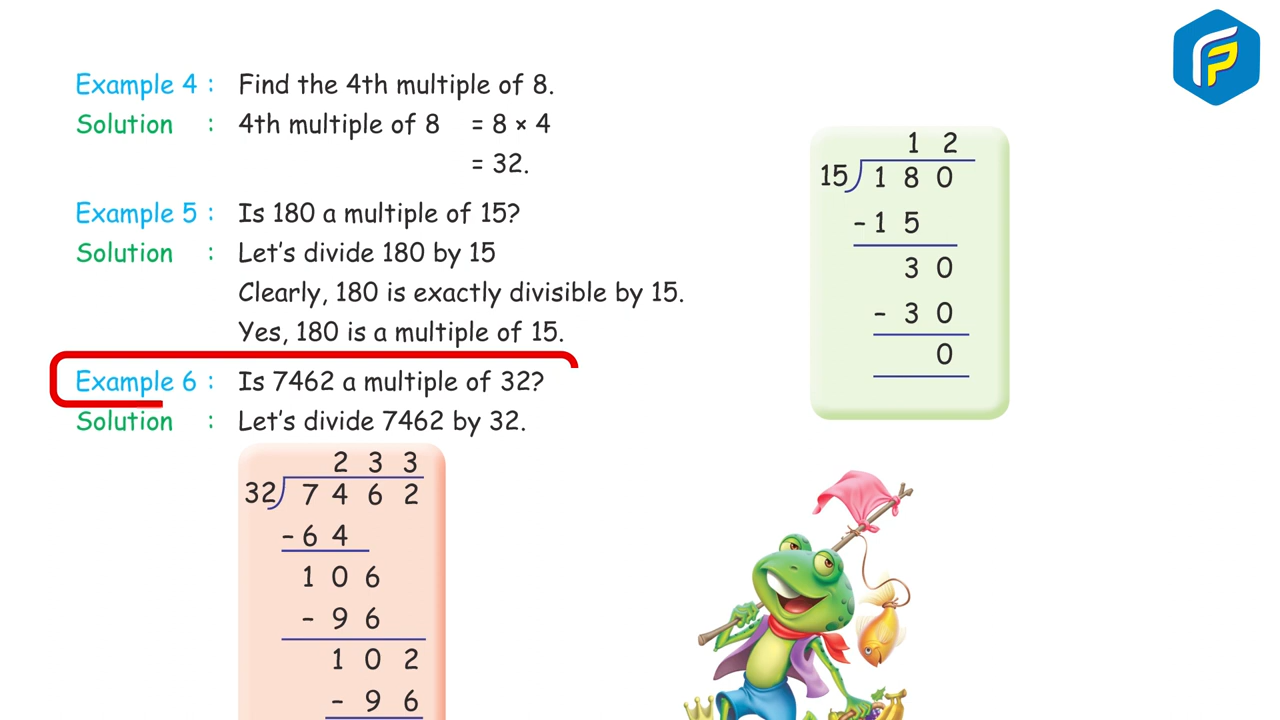 Example 4 : Find the 4th multiple of 8.
Solution : 4th multiple of 8 = 8 × 4
= 32.
Example 5 : Is 180 a multiple of 15?
Solution : Let's divide 180 by 15
Clearly, 180 is exactly divisible by 15.
Yes, 180 is a multiple of 15.
Example 6 : Is 7462 a multiple of 32?
Solution : Let's divide 7462 by 32.
2 3 3
32) 7 4 6 2
- 6 4
1 0 6
- 9 6
1 0 2
- 9 6
1 2
15) 1 8 0
- 1 5
3 0
- 3 0
0